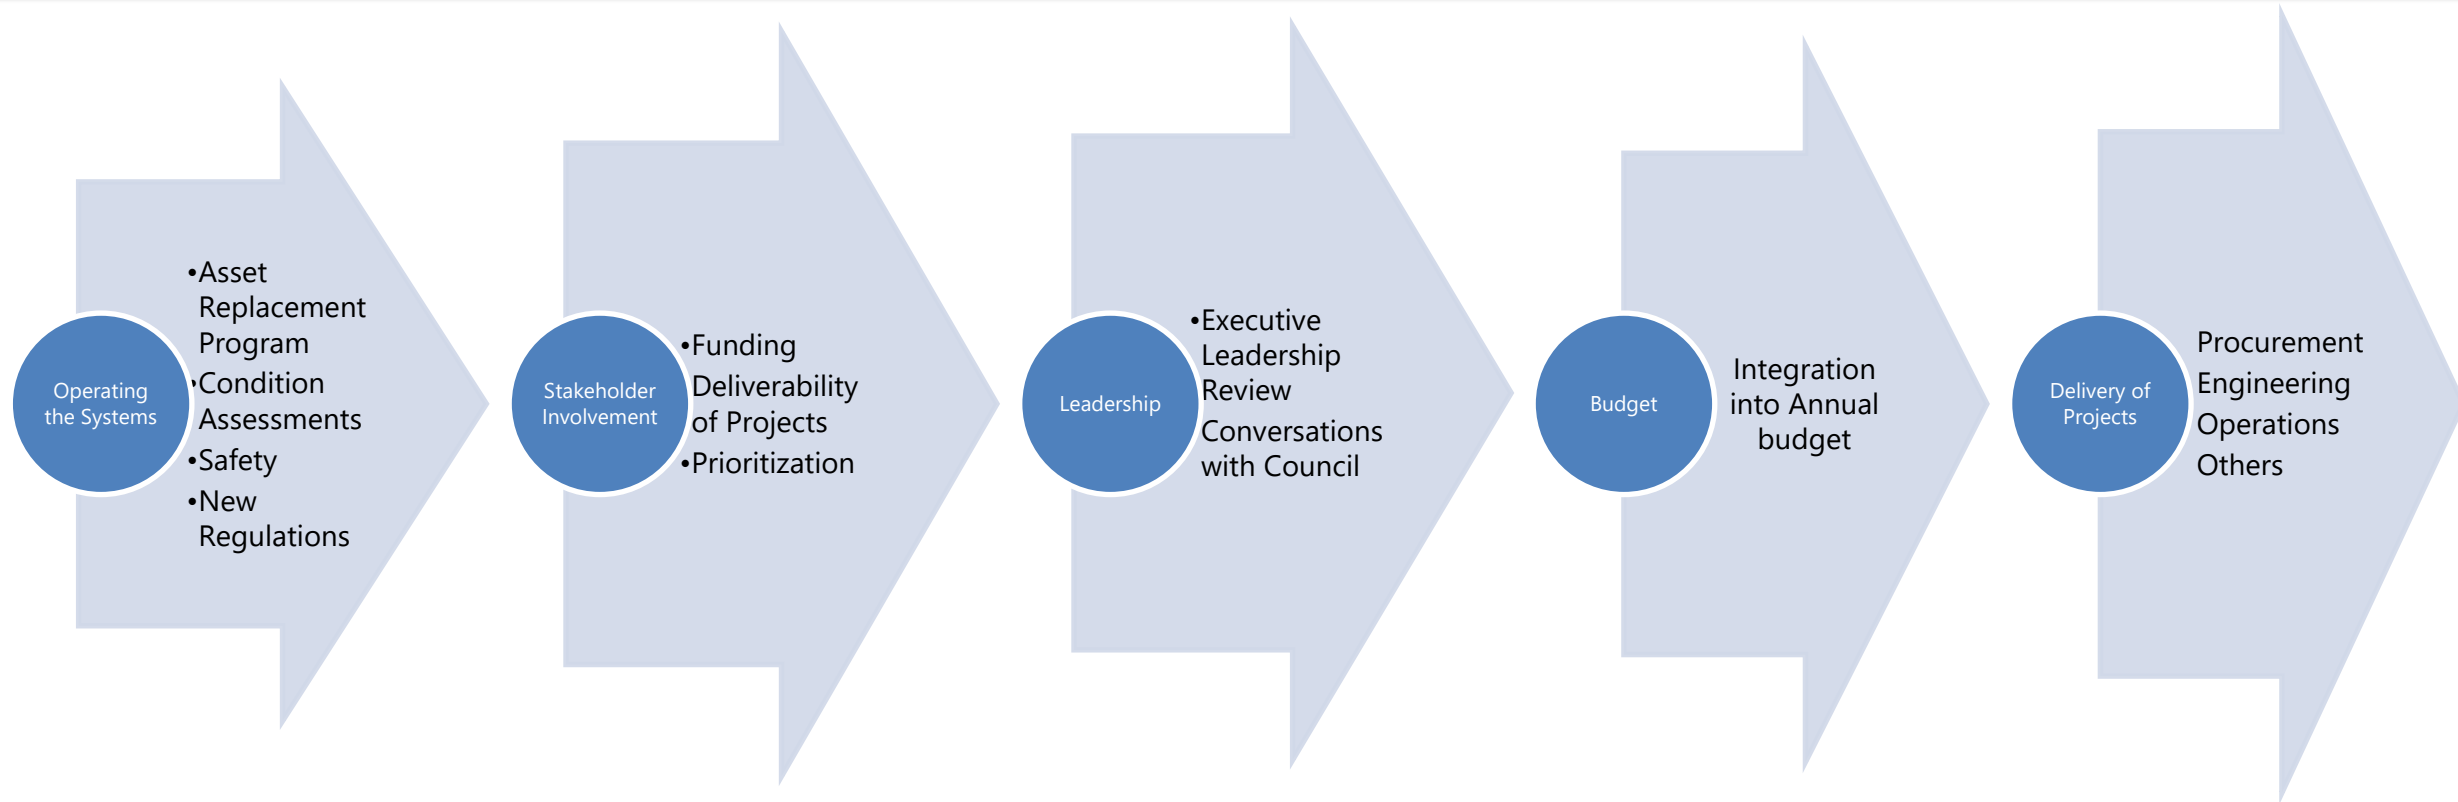 Operating
the Systems
•Asset
Replacement
Program
•Condition
Assessments
•Safety
•New
Regulations
Stakeholder
Involvement
•Funding
Deliverability
of Projects
•Prioritization
Leadership
•Executive
Leadership
Review
Conversations
with Council
Budget
Integration
into Annual
budget
Delivery of
Projects
Procurement
Engineering
Operations
Others